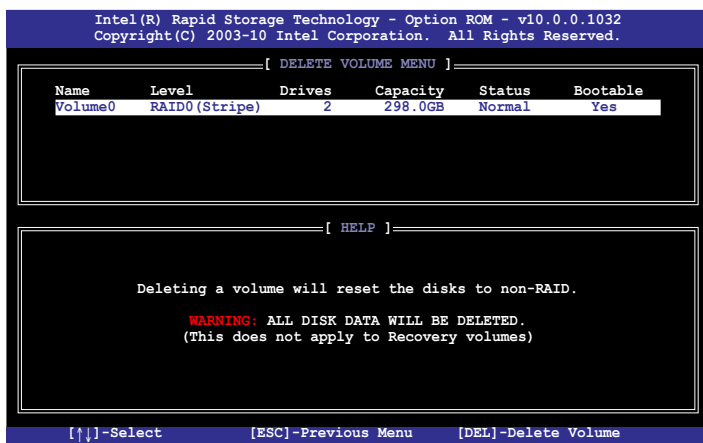 Intel(R) Rapid Storage Technology - Option ROM - v10.0.0.1032
Copyright(C) 2003-10 Intel Corporation.  All Rights Reserved.
[ DELETE VOLUME MENU ]
Name Level Drives Capacity Status Bootable
Volume0 RAID0(Stripe) 2 298.0GB Normal Yes
[ HELP ]
Deleting a volume will reset the disks to non-RAID.
WARNING: ALL DISK DATA WILL BE DELETED.
(This does not apply to Recovery volumes)
[↑↓]-Select [ESC]-Previous Menu [DEL]-Delete Volume